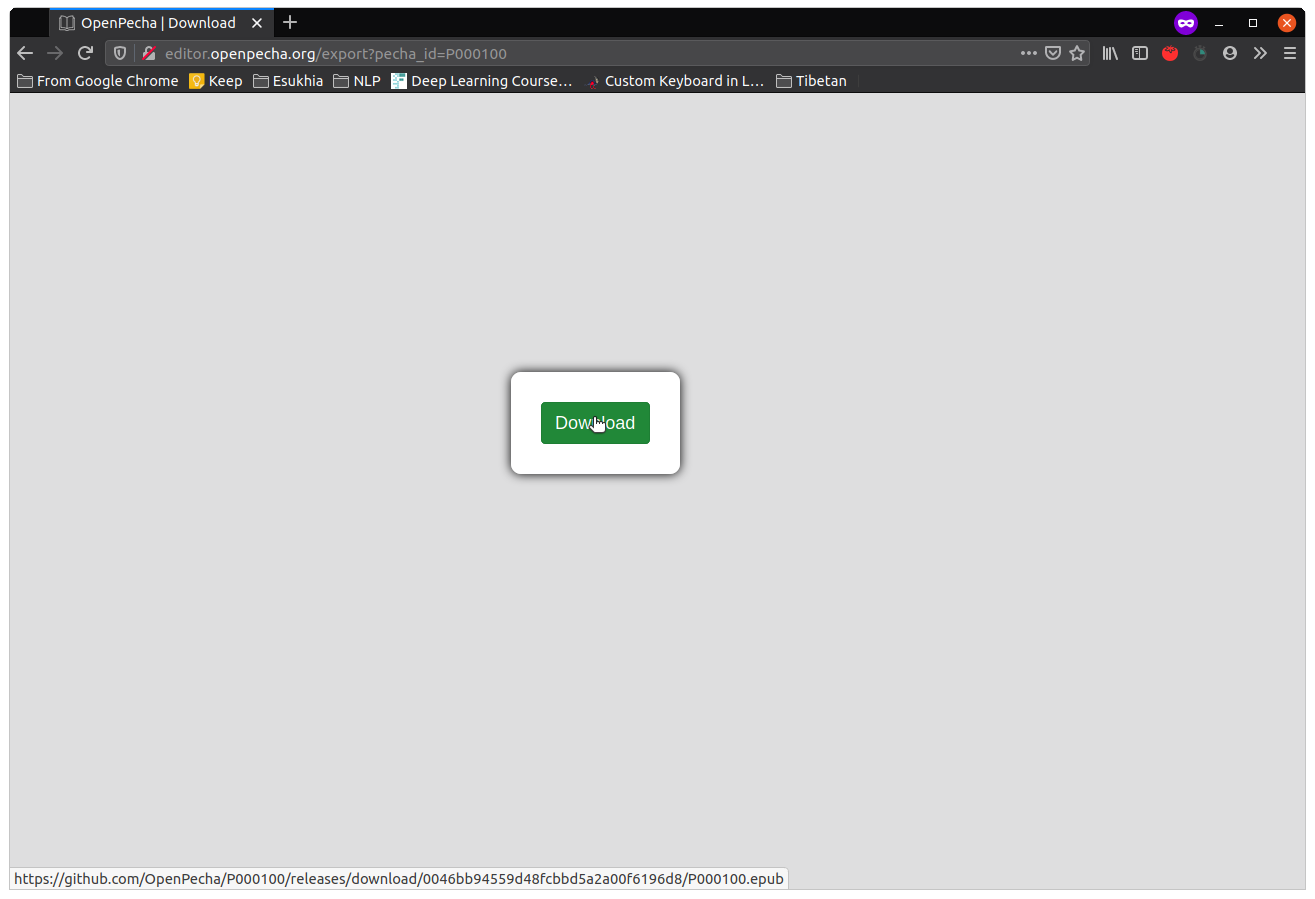 OpenPecha | Download
editor.openpecha.org/export?pecha_id=P000100
From Google Chrome Keep Esukhia NLP Deep Learning Course… Custom Keyboard in L… Tibetan
Download
https://github.com/OpenPecha/P000100/releases/download/0046bb94559d48fcbbd5a2a00f6196d8/P000100.epub